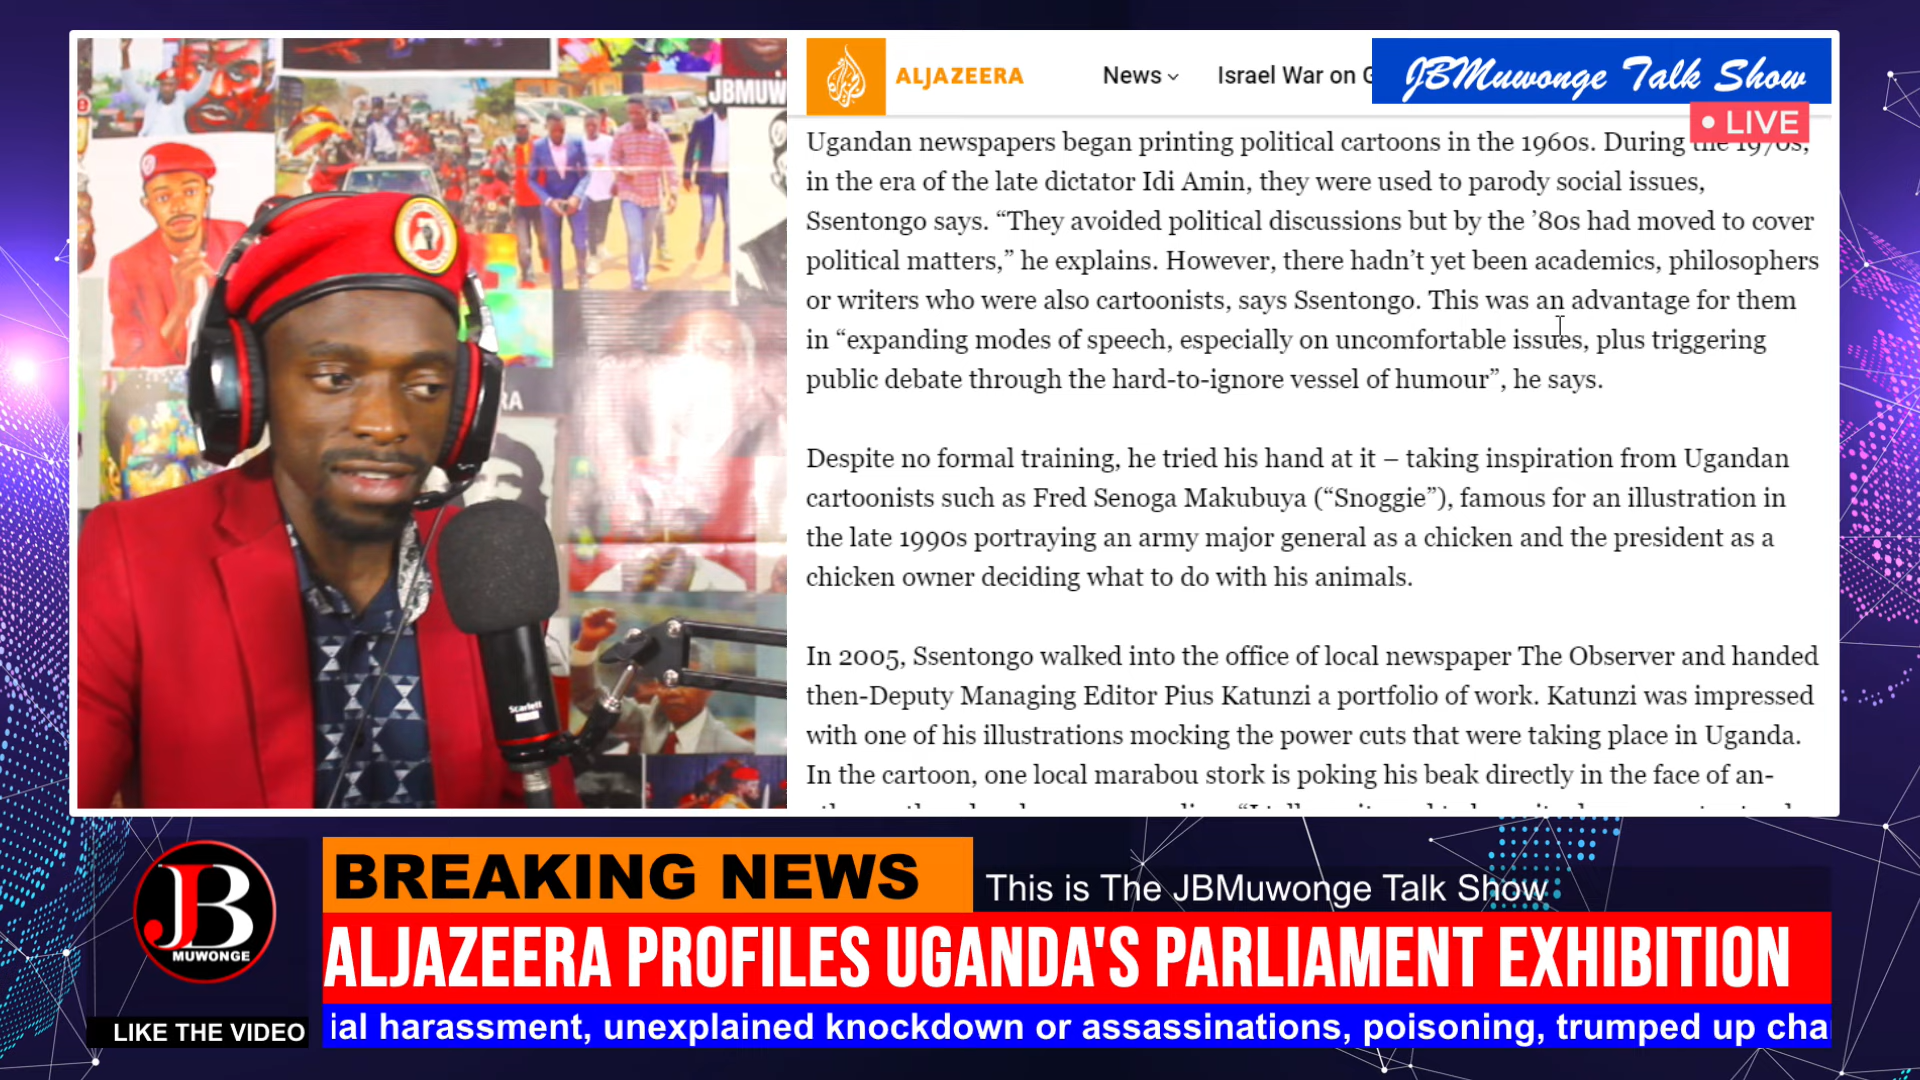 JBMUW
RA
Scarlett
ALJAZEERA
News
Israel War on G
JBMuwonge Talk Show
LIVE
Ugandan newspapers began printing political cartoons in the 1960s. During the 1970s,
in the era of the late dictator Idi Amin, they were used to parody social issues,
Ssentongo says. “They avoided political discussions but by the ’80s had moved to cover
political matters,” he explains. However, there hadn’t yet been academics, philosophers
or writers who were also cartoonists, says Ssentongo. This was an advantage for them
in “expanding modes of speech, especially on uncomfortable issues, plus triggering
public debate through the hard-to-ignore vessel of humour”, he says.
Despite no formal training, he tried his hand at it – taking inspiration from Ugandan
cartoonists such as Fred Senoga Makubuya (“Snoggie”), famous for an illustration in
the late 1990s portraying an army major general as a chicken and the president as a
chicken owner deciding what to do with his animals.
In 2005, Ssentongo walked into the office of local newspaper The Observer and handed
then-Deputy Managing Editor Pius Katunzi a portfolio of work. Katunzi was impressed
with one of his illustrations mocking the power cuts that were taking place in Uganda.
In the cartoon, one local marabou stork is poking his beak directly in the face of an-
JB
MUWONGE
LIKE THE VIDEO
BREAKING NEWS
This is The JBMuwonge Talk Show
ALJAZEERA PROFILES UGANDA'S PARLIAMENT EXHIBITION
ial harassment, unexplained knockdown or assassinations, poisoning, trumped up cha